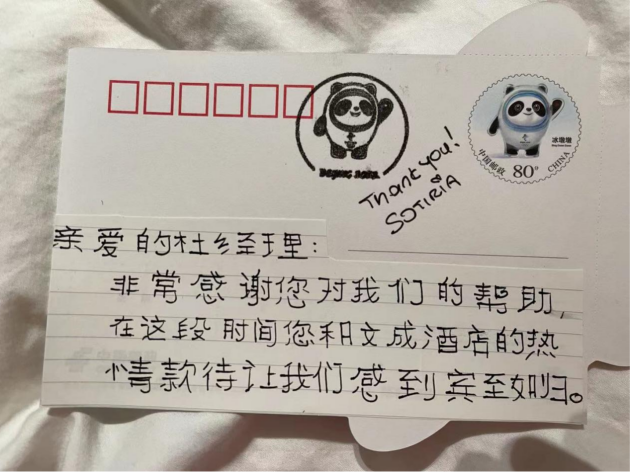 BEIJING 2022
冰墩墩
中国邮政
80分
CHINA
Thank you!
SOTIRIA
亲爱的杜经理:
非常感谢您对我们的帮助,
在这段时间您和文成酒店的热
情款待让我们感到宾至如归。